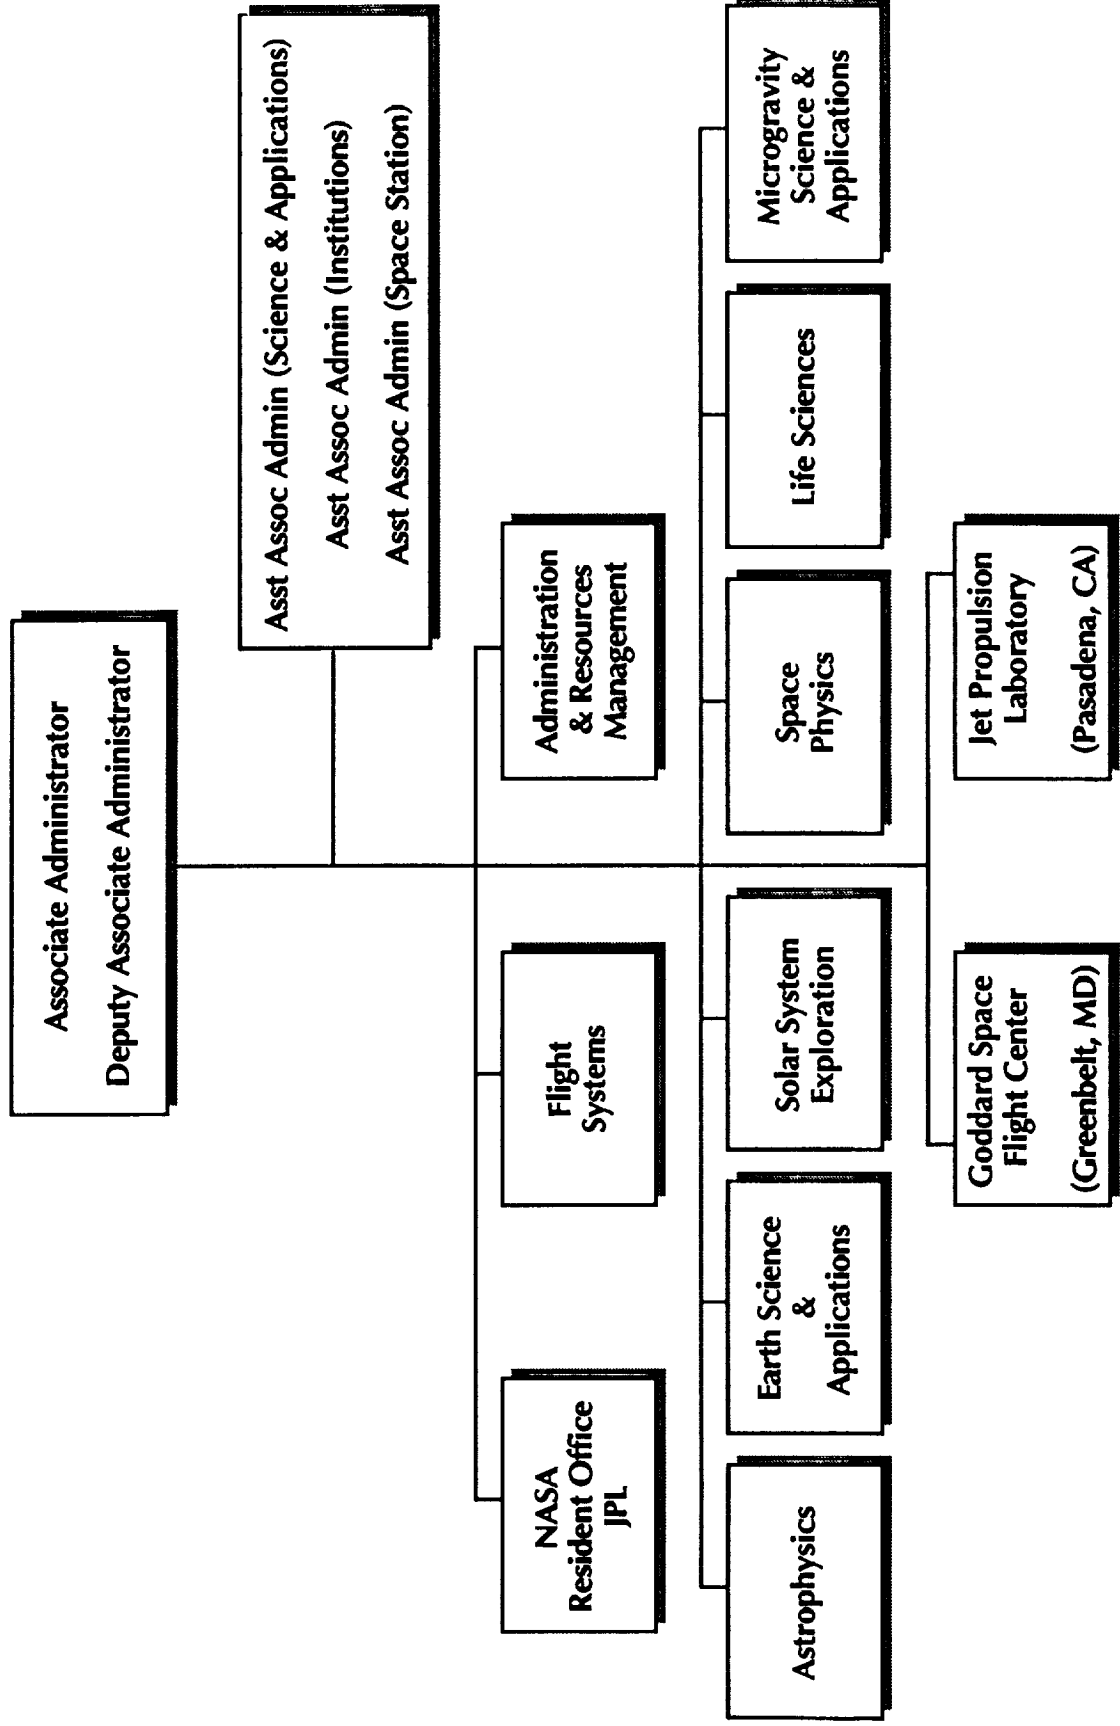 Associate Administrator
Deputy Associate Administrator
Asst Assoc Admin (Science & Applications)
Asst Assoc Admin (Institutions)
Asst Assoc Admin (Space Station)
NASA
Resident Office
JPL
Flight
Systems
Administration
& Resources
Management
Astrophysics
Earth Science
&
Applications
Solar System
Exploration
Space
Physics
Life Sciences
Microgravity
Science &
Applications
Goddard Space
Flight Center
(Greenbelt, MD)
Jet Propulsion
Laboratory
(Pasadena, CA)